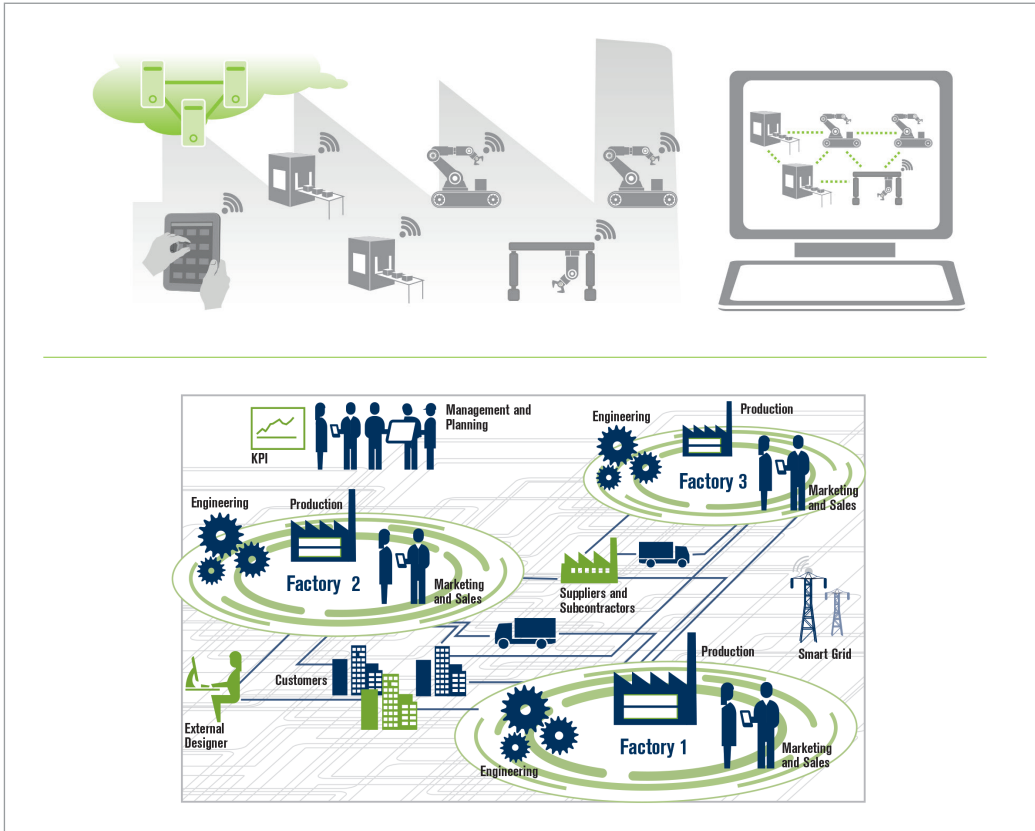 KPI
Management and
Planning
Engineering
Production
Factory 3
Marketing
and Sales
Engineering
Production
Factory 2
Marketing
and Sales
Suppliers and
Subcontractors
Smart Grid
Customers
External
Designer
Production
Factory 1
Engineering
Marketing
and Sales